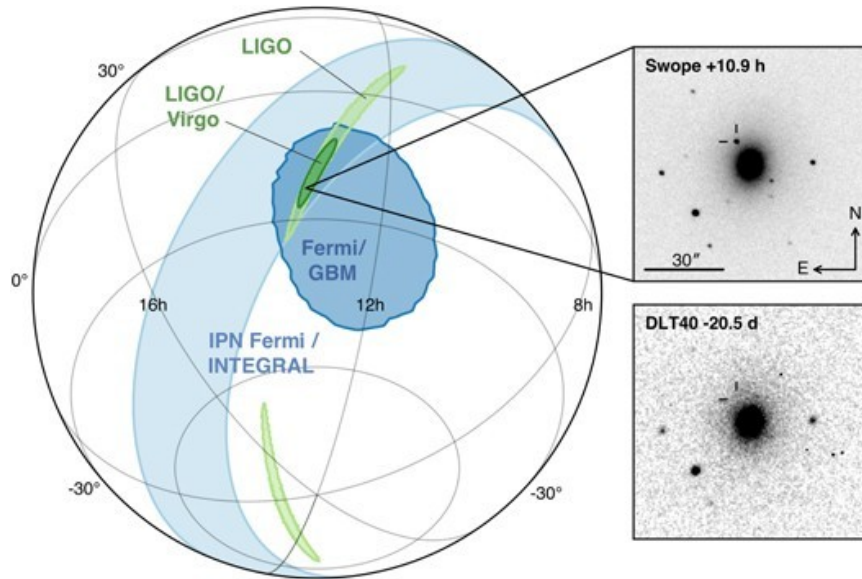 LIGO
30°
LIGO/
Virgo
Swope +10.9 h
N
E
30"
0°
16h
Fermi/
GBM
12h
8h
IPN Fermi /
INTEGRAL
DLT40 -20.5 d
-30°
-30°